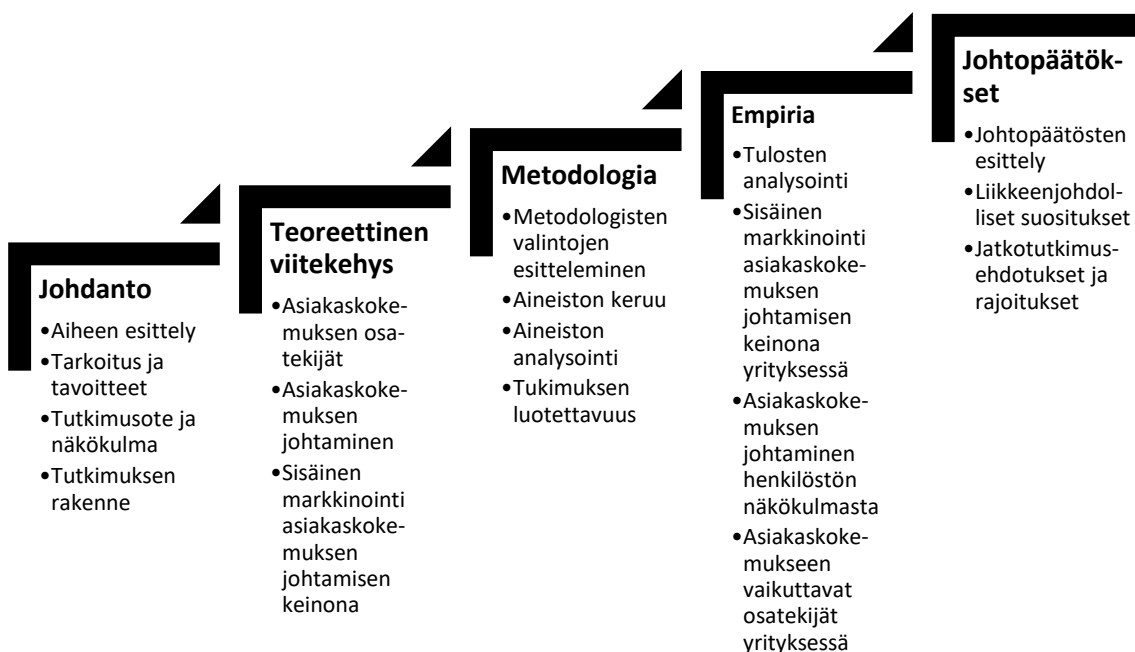 Johdanto
•Aiheen esittely
•Tarkoitus ja
tavoitteet
•Tutkimusote ja
näkökulma
•Tutkimuksen
rakenne
Teoreettinen
viitekehys
•Asiakaskoke-
muksen osa-
tekijät
•Asiakaskoke-
muksen
johtaminen
•Sisäinen
markkinointi
asiakaskoke-
muksen
johtamisen
keinona
Metodologia
•Metodologisten
valintojen
esitteleminen
•Aineiston keruu
•Aineiston
analysointi
•Tukimuksen
luotettavuus
Empiria
•Tulosten
analysointi
•Sisäinen
markkinointi
asiakaskoke-
muksen
johtamisen
keinona
yrityksessä
•Asiakaskoke-
muksen
johtaminen
henkilöstön
näkökulmasta
•Asiakaskoke-
mukseen
vaikuttavat
osatekijät
yrityksessä
Johtopäätök-
set
•Johtopäätösten
esittely
•Liikkeenjohdol-
liset suositukset
•Jatkotutkimus-
ehdotukset ja
rajoitukset